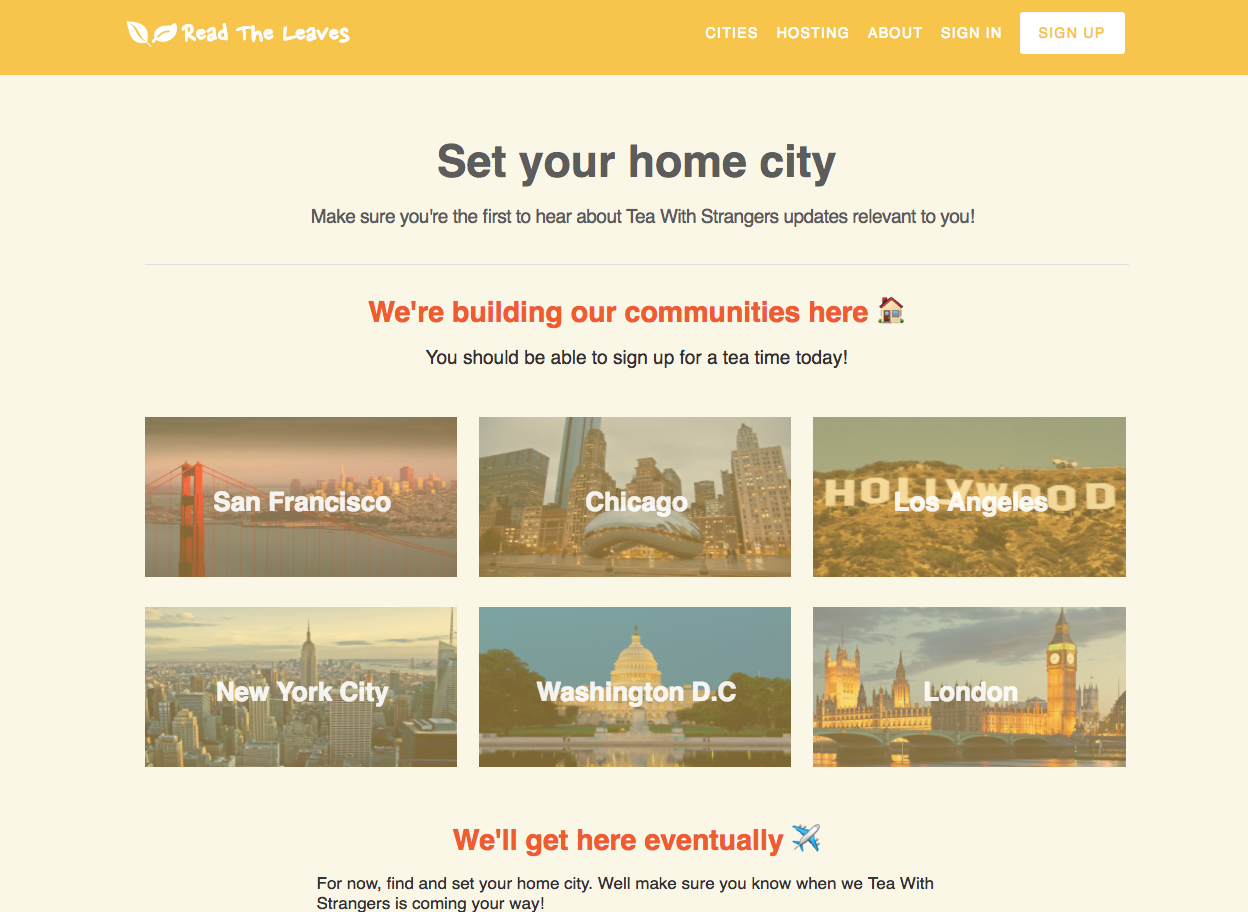 Read The Leaves
CITIES HOSTING ABOUT SIGN IN SIGN UP
Set your home city
Make sure you're the first to hear about Tea With Strangers updates relevant to you!
We're building our communities here 🏠
You should be able to sign up for a tea time today!
San Francisco
Chicago
HOLLYWOOD
Los Angeles
New York City
Washington D.C
London
We'll get here eventually ✈️
For now, find and set your home city. Well make sure you know when we Tea With
Strangers is coming your way!